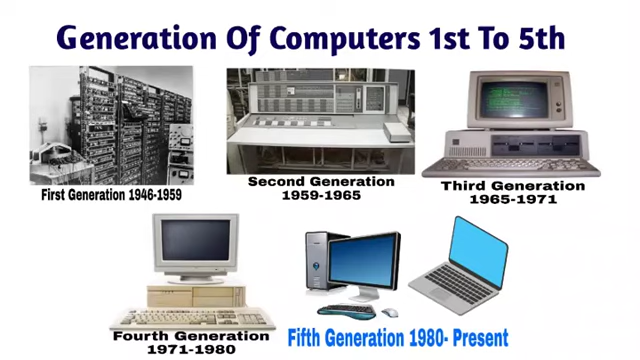 Generation Of Computers 1st To 5th
First Generation 1946-1959
Second Generation
1959-1965
Third Generation
1965-1971
Fourth Generation
1971-1980
Fifth Generation 1980- Present